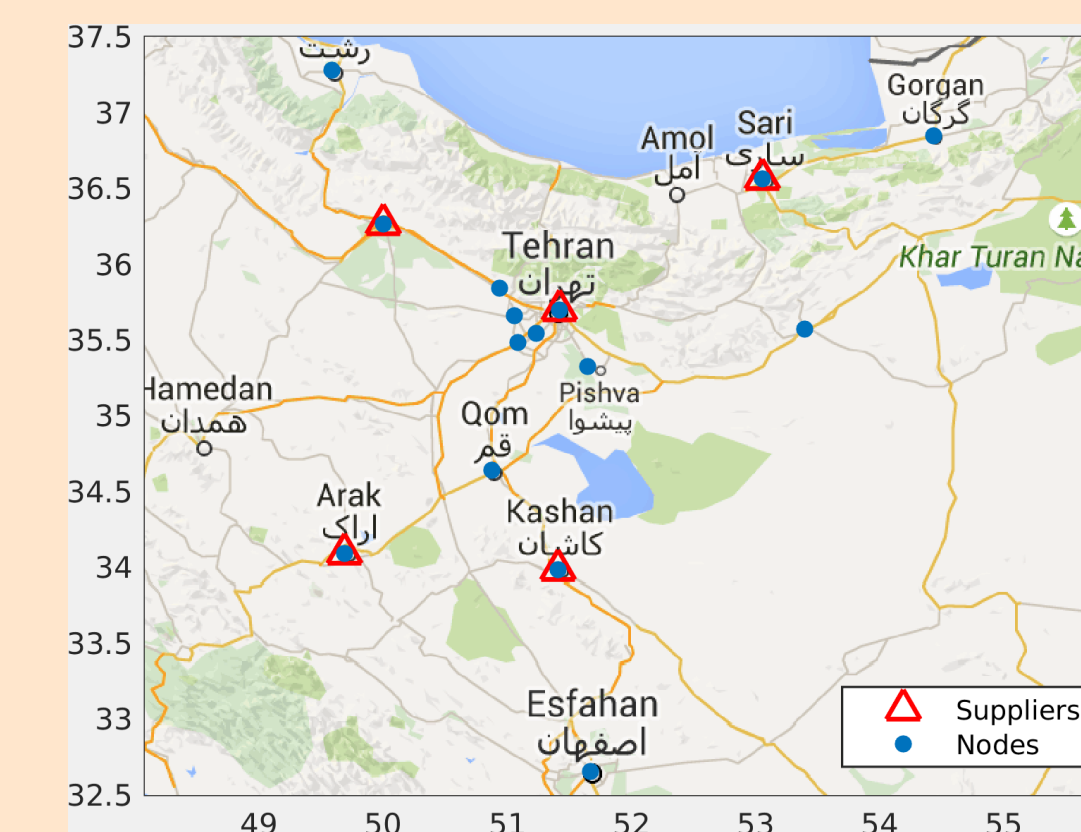 37.5
رشت
37
Gorgan
گرگان
Sari
ساری
Amol
آمل
36.5
Tehran
تهران
36
Khar Turan Na
35.5
Pishva
پیشوا
Hamedan
همدان
35
Qom
قم
34.5
Arak
اراک
Kashan
کاشان
34
33.5
Esfahan
اصفهان
33
Suppliers
Nodes
32.5
49 50 51 52 53 54 55